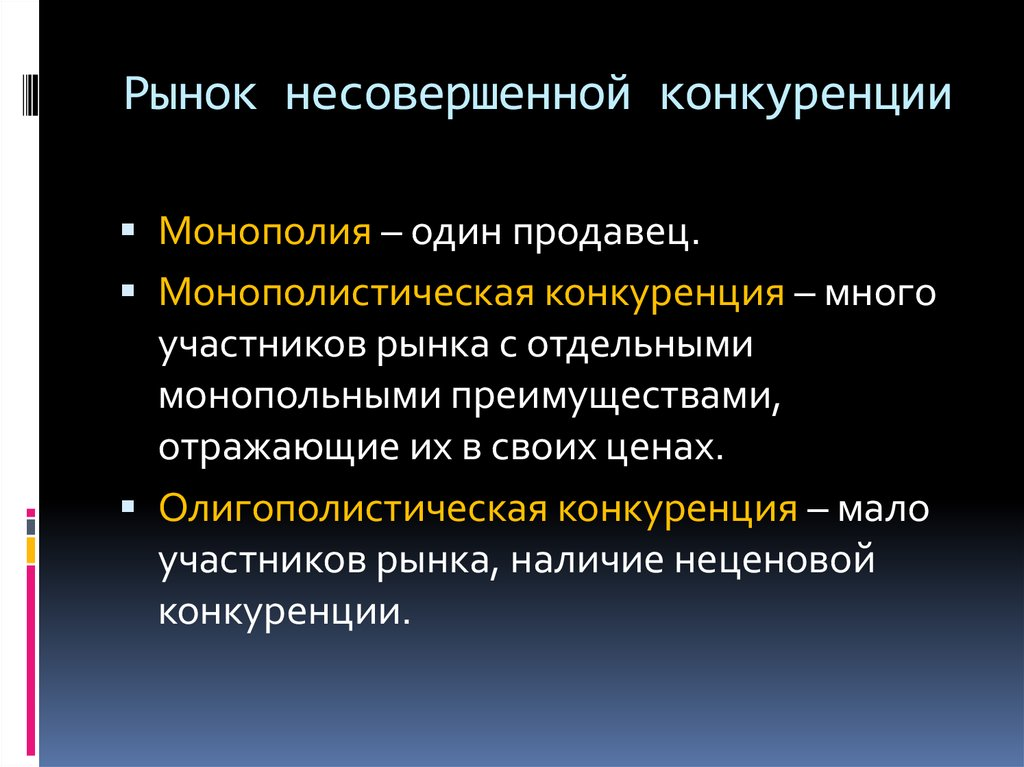 Рынок несовершенной конкуренции
▪ Монополия – один продавец.
▪ Монополистическая конкуренция – много
участников рынка с отдельными
монопольными преимуществами,
отражающие их в своих ценах.
▪ Олигополистическая конкуренция – мало
участников рынка, наличие неценовой
конкуренции.